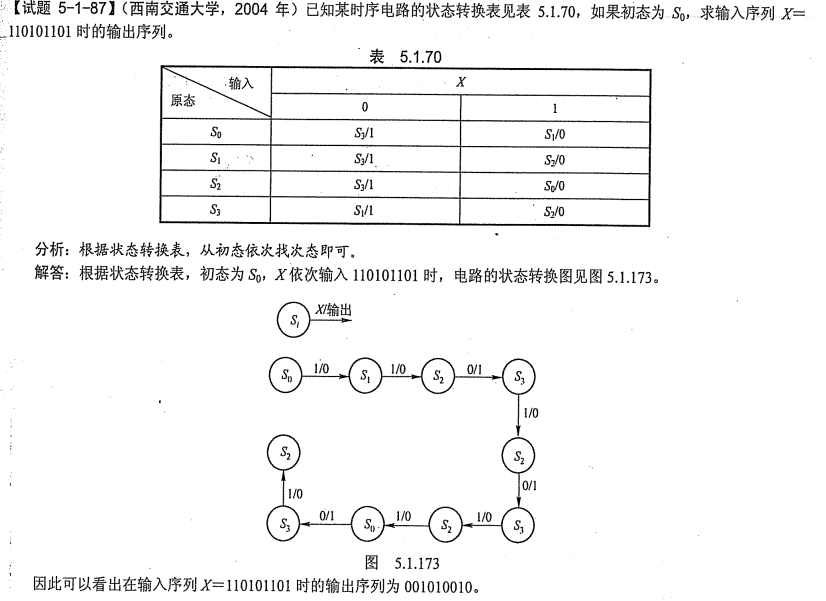 【试题 5-1-87】(西南交通大学，2004 年）已知某时序电路的状态转换表见表 5.1.70，如果初态为 S₀，求输入序列 X＝
110101101 时的输出序列。
表 5.1.70
输入
X
原态
0
1
S₀
S₃/1
S₁/0
S₁
S₃/1
S₂/0
S₂
S₃/1
S₀/0
S₃
S₁/1
S₂/0
分析：根据状态转换表，从初态依次找次态即可。
解答：根据状态转换表，初态为 S₀，X 依次输入 110101101 时，电路的状态转换图见图 5.1.173。
Sᵢ
X/输出
S₀
1/0
S₁
1/0
S₂
0/1
S₃
1/0
S₂
S₂
0/1
1/0
S₃
0/1
S₀
1/0
S₂
1/0
S₃
图 5.1.173
因此可以看出在输入序列 X＝110101101 时的输出序列为 001010010。